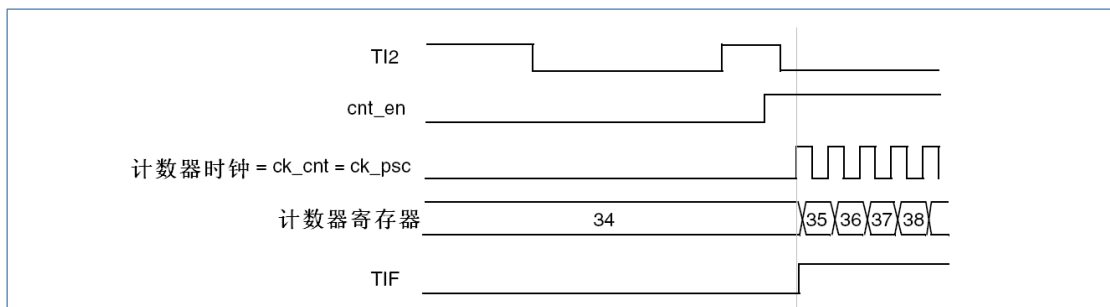 TI2
cnt_en
计数器时钟 = ck_cnt = ck_psc
计数器寄存器 34 35 36 37 38
TIF